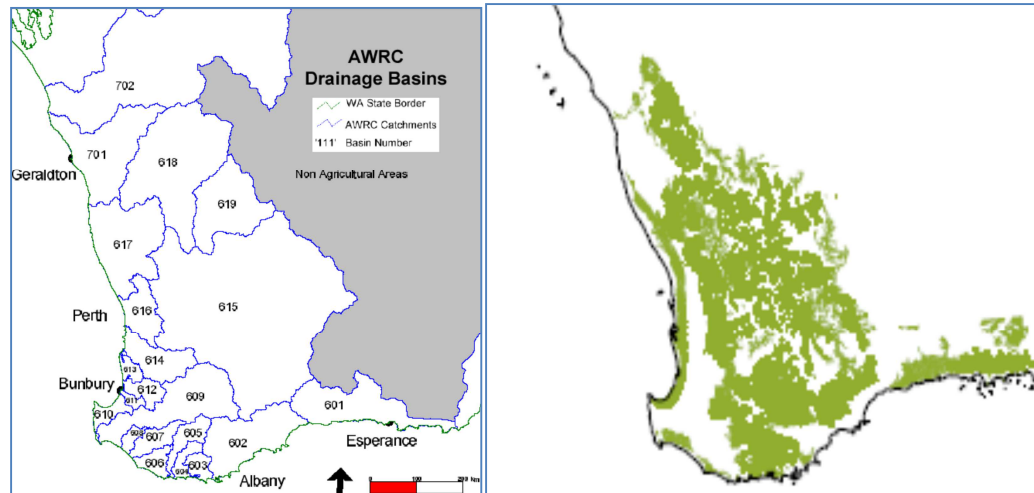 AWRC
Drainage Basins
WA State Border
AWRC Catchments
'111' Basin Number
702
701
618
Geraldton
Non Agricultural Areas
619
617
616
615
Perth
614
613
Bunbury
612
611
609
610
601
608
607
605
602
Esperance
606
603
604
Albany
0 100 200 km